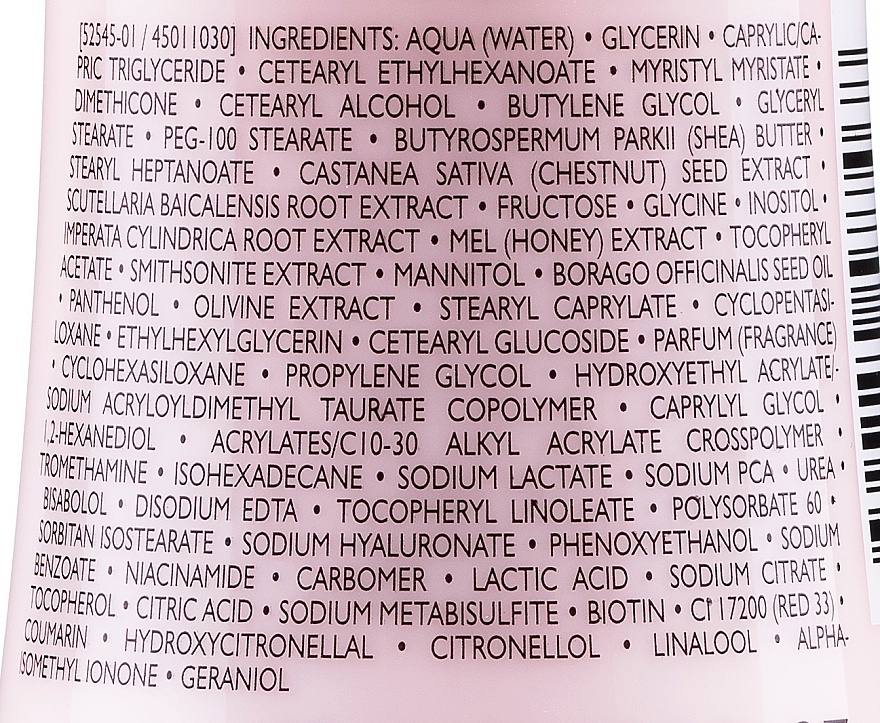 [52545-01 / 45011030] INGREDIENTS: AQUA (WATER) • GLYCERIN • CAPRYLIC/CA-
PRIC TRIGLYCERIDE • CETEARYL ETHYLHEXANOATE • MYRISTYL MYRISTATE •
DIMETHICONE • CETEARYL ALCOHOL • BUTYLENE GLYCOL • GLYCERYL
STEARATE • PEG-100 STEARATE • BUTYROSPERMUM PARKII (SHEA) BUTTER •
STEARYL HEPTANOATE • CASTANEA SATIVA (CHESTNUT) SEED EXTRACT •
SCUTELLARIA BAICALENSIS ROOT EXTRACT • FRUCTOSE • GLYCINE • INOSITOL •
IMPERATA CYLINDRICA ROOT EXTRACT • MEL (HONEY) EXTRACT • TOCOPHERYL
ACETATE • SMITHSONITE EXTRACT • MANNITOL • BORAGO OFFICINALIS SEED OIL
• PANTHENOL • OLIVINE EXTRACT • STEARYL CAPRYLATE • CYCLOPENTASI-
LOXANE • ETHYLHEXYLGLYCERIN • CETEARYL GLUCOSIDE • PARFUM (FRAGRANCE)
• CYCLOHEXASILOXANE • PROPYLENE GLYCOL • HYDROXYETHYL ACRYLATE/-
SODIUM ACRYLOYLDIMETHYL TAURATE COPOLYMER • CAPRYLYL GLYCOL •
1,2-HEXANEDIOL • ACRYLATES/C10-30 ALKYL ACRYLATE CROSSPOLYMER •
TROMETHAMINE • ISOHEXADECANE • SODIUM LACTATE • SODIUM PCA • UREA •
BISABOLOL • DISODIUM EDTA • TOCOPHERYL LINOLEATE • POLYSORBATE 60 •
SORBITAN ISOSTEARATE • SODIUM HYALURONATE • PHENOXYETHANOL • SODIUM
BENZOATE • NIACINAMIDE • CARBOMER • LACTIC ACID • SODIUM CITRATE •
TOCOPHEROL • CITRIC ACID • SODIUM METABISULFITE • BIOTIN • CI 17200 (RED 33) •
COUMARIN • HYDROXYCITRONELLAL • CITRONELLOL • LINALOOL • ALPHA-
ISOMETHYL IONONE • GERANIOL